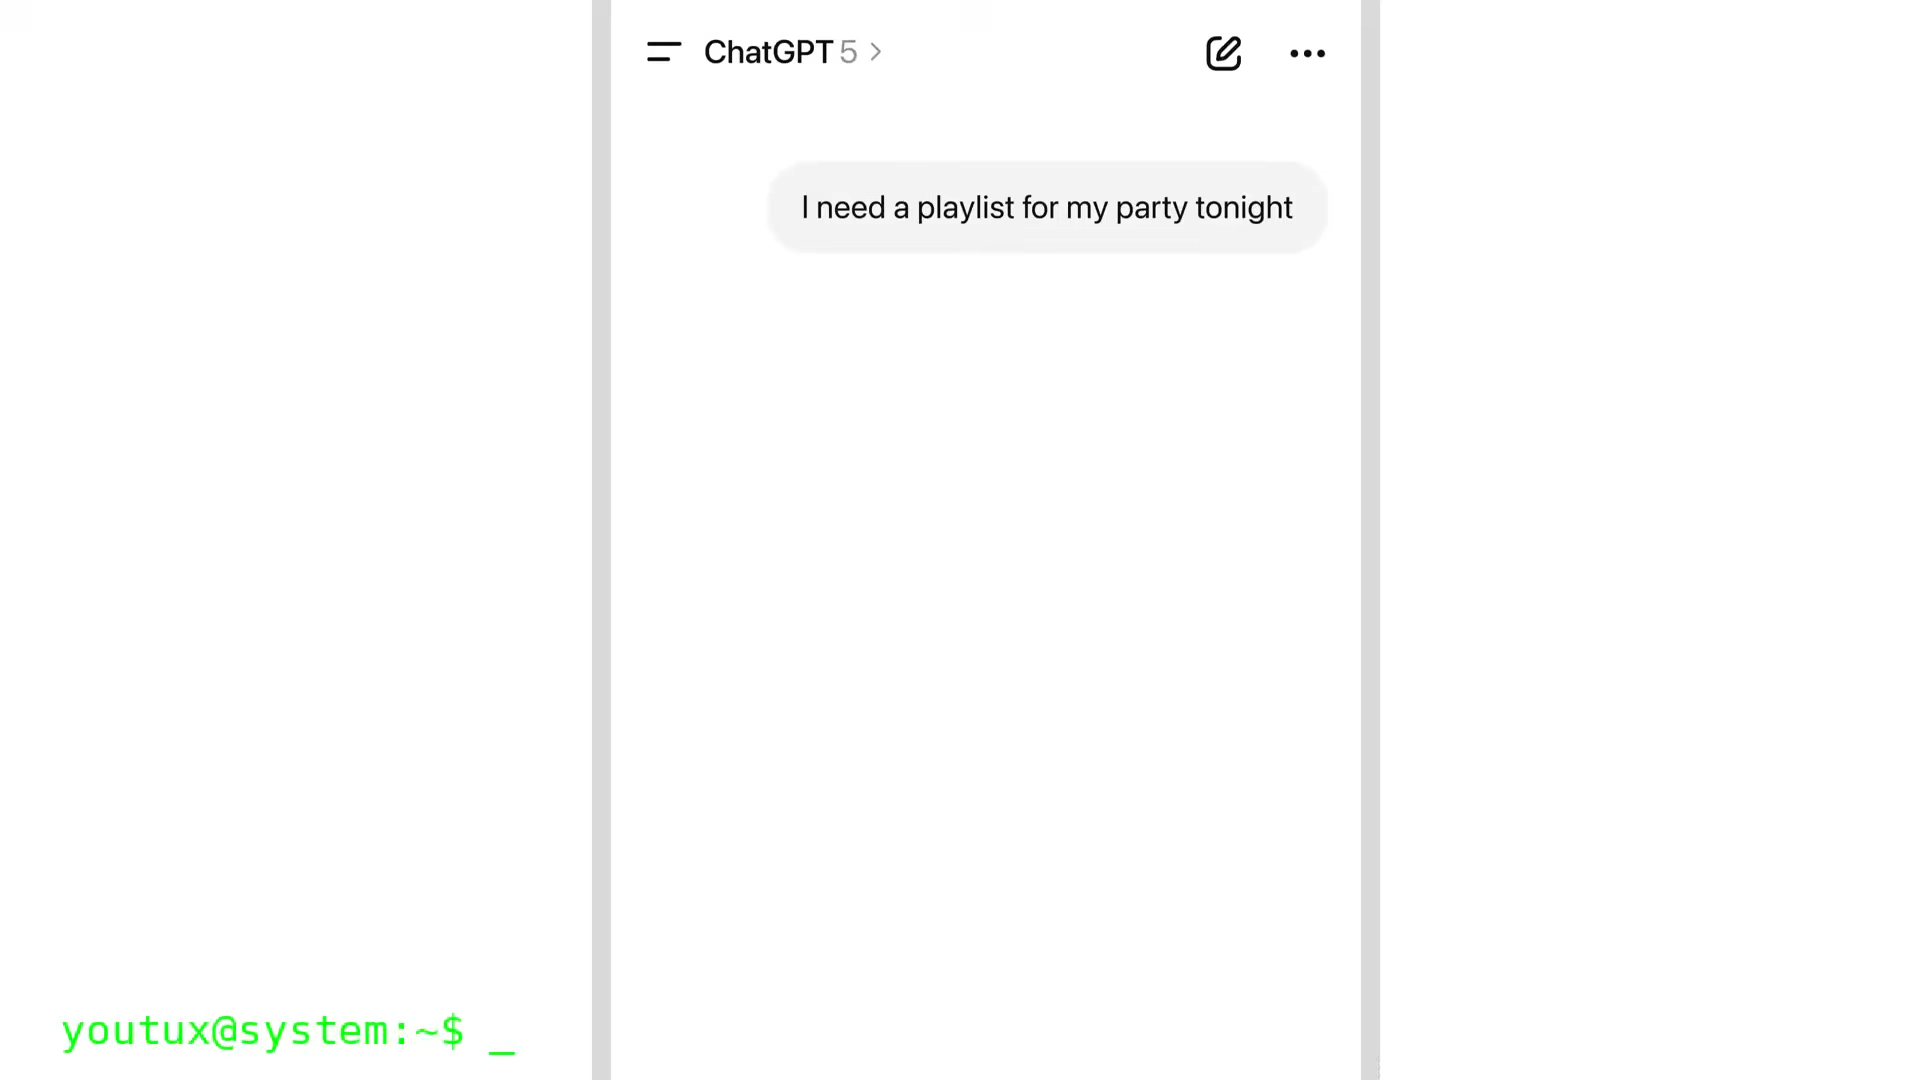 ChatGPT 5 >
I need a playlist for my party tonight
youtux@system:~$ _